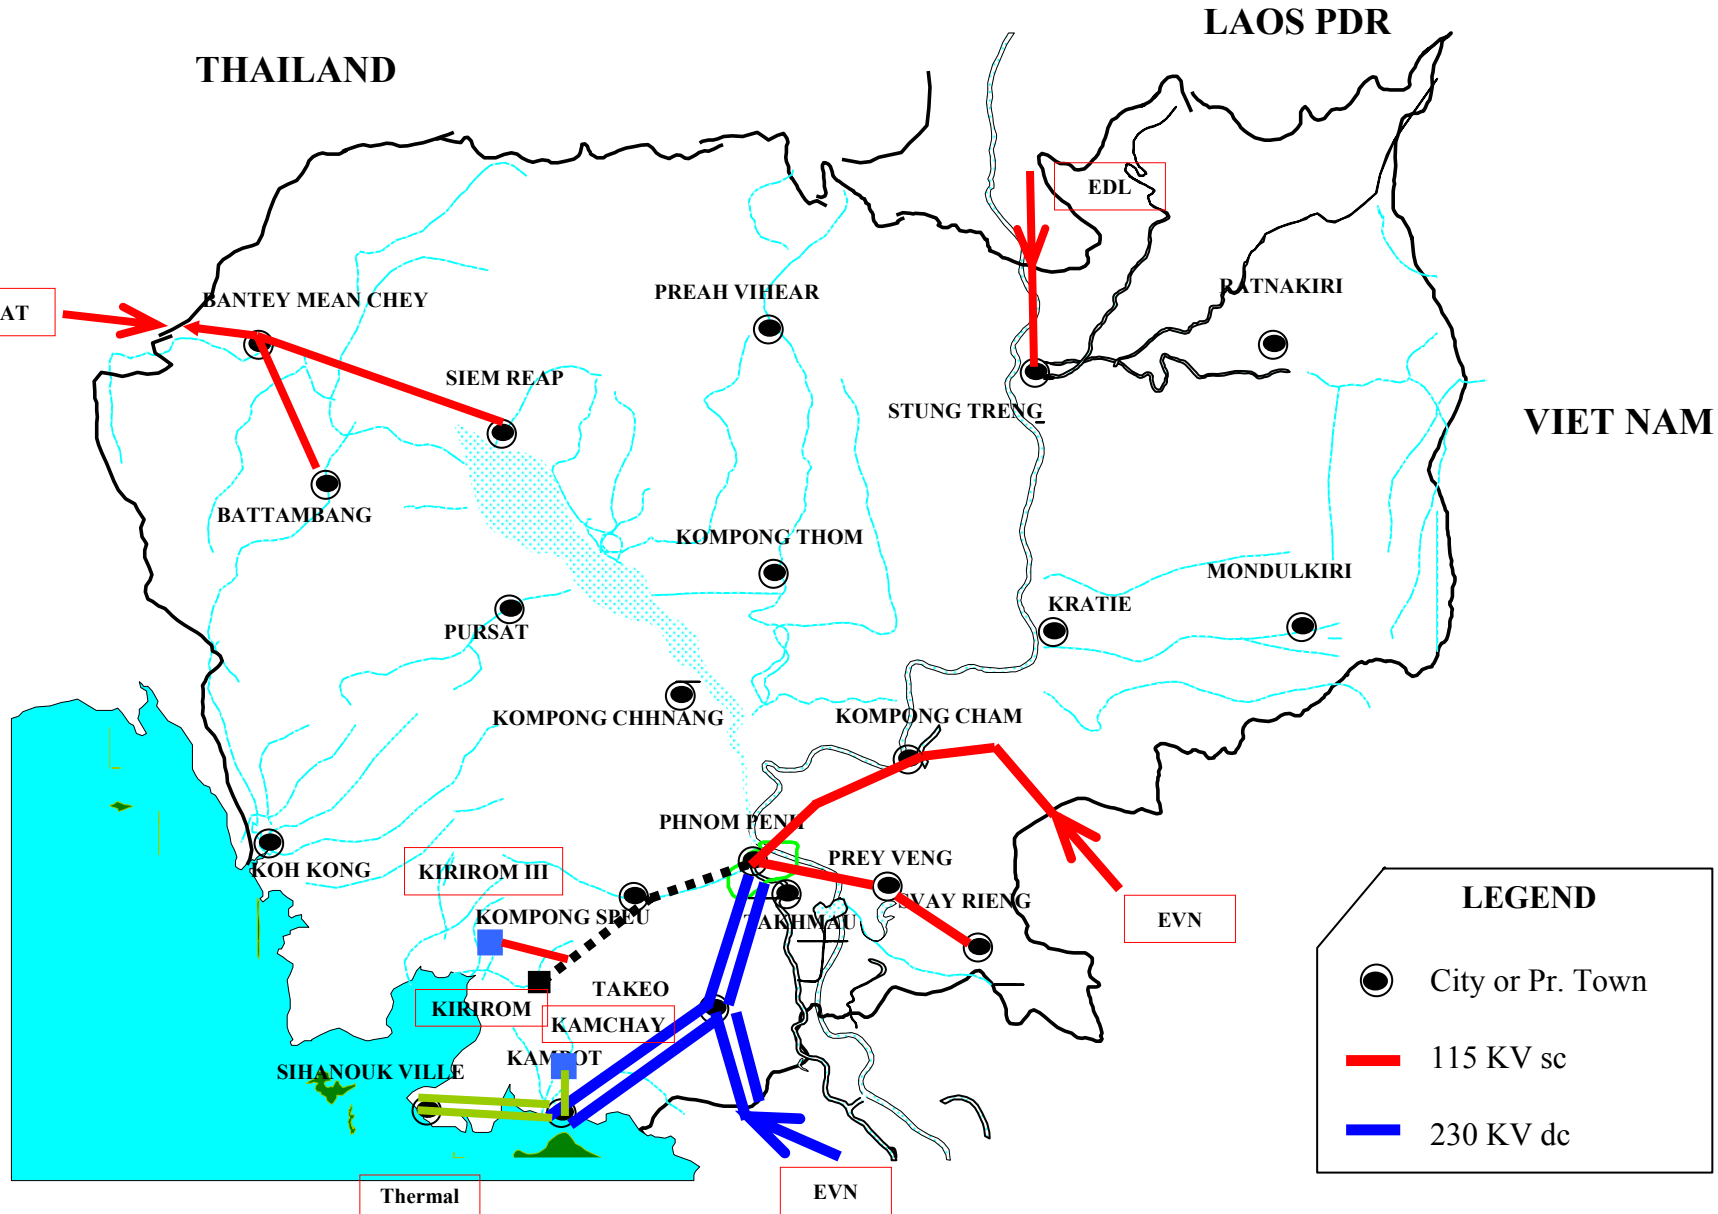 LAOS PDR
THAILAND
EDL
BANTEY MEAN CHEY
PREAH VIHEAR
RATNAKIRI
AT
SIEM REAP
STUNG TRENG
VIET NAM
BATTAMBANG
KOMPONG THOM
MONDULKIRI
KRATIE
PURSAT
KOMPONG CHHNANG
KOMPONG CHAM
PHNOM PENH
PREY VENG
KOH KONG
KIRIROM III
SVAY RIENG
KOMPONG SPEU
TAKHMAU
EVN
TAKEO
KIRIROM
KAMCHAY
KAMPOT
SIHANOUK VILLE
Thermal
EVN
LEGEND
City or Pr. Town
115 KV sc
230 KV dc